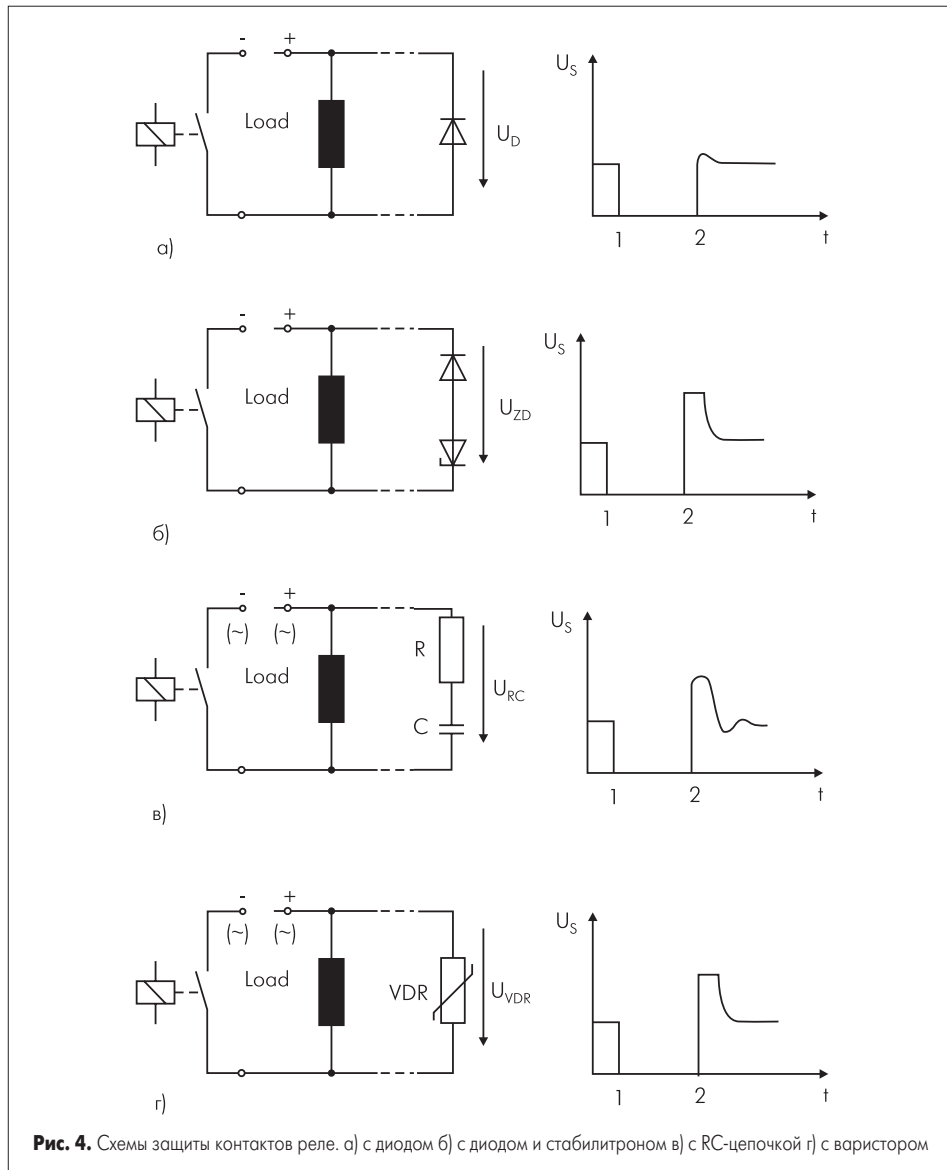 - +
Load
U_D
U_S
1 2 t
а)
- +
Load
U_ZD
U_S
1 2 t
б)
- +
(~) (~)
Load
R
C
U_RC
U_S
1 2 t
в)
- +
(~) (~)
Load
VDR
U_VDR
U_S
1 2 t
г)
Рис. 4. Схемы защиты контактов реле. а) с диодом б) с диодом и стабилитроном в) с RC-цепочкой г) с варистором